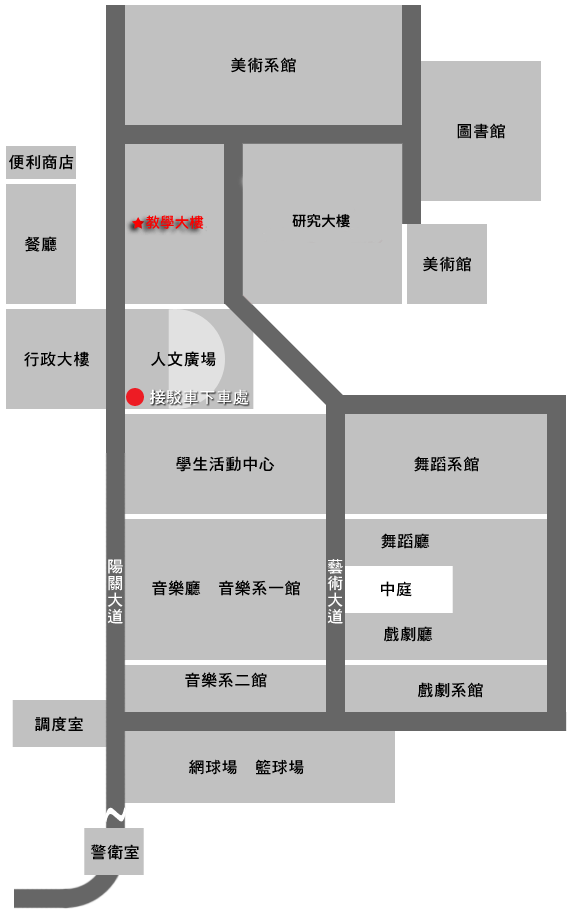 美術系館
圖書館
便利商店
★教學大樓
研究大樓
餐廳
美術館
行政大樓
人文廣場
接駁車下車處
學生活動中心
舞蹈系館
陽關大道
音樂廳 音樂系一館
藝術大道
舞蹈廳
中庭
戲劇廳
音樂系二館
戲劇系館
調度室
網球場 籃球場
警衛室